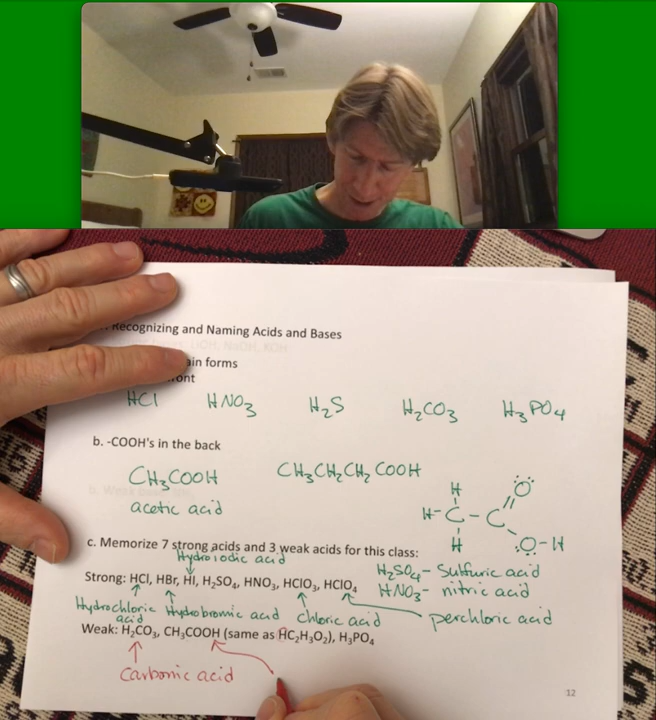 Recognizing and Naming Acids and Bases
ain forms
ront
HCl HNO₃ H₂S H₂CO₃ H₃PO₄
b. -COOH's in the back
CH₃COOH CH₃CH₂CH₂COOH
acetic acid
H O
H-C-C
H O-H
c. Memorize 7 strong acids and 3 weak acids for this class:
Hydroiodic acid
H₂SO₄- Sulfuric acid
Strong: HCl, HBr, HI, H₂SO₄, HNO₃, HClO₃, HClO₄
HNO₃- nitric acid
Hydrochloric acid Hydrobromic acid chloric acid perchloric acid
Weak: H₂CO₃, CH₃COOH (same as HC₂H₃O₂), H₃PO₄
Carbonic acid
12